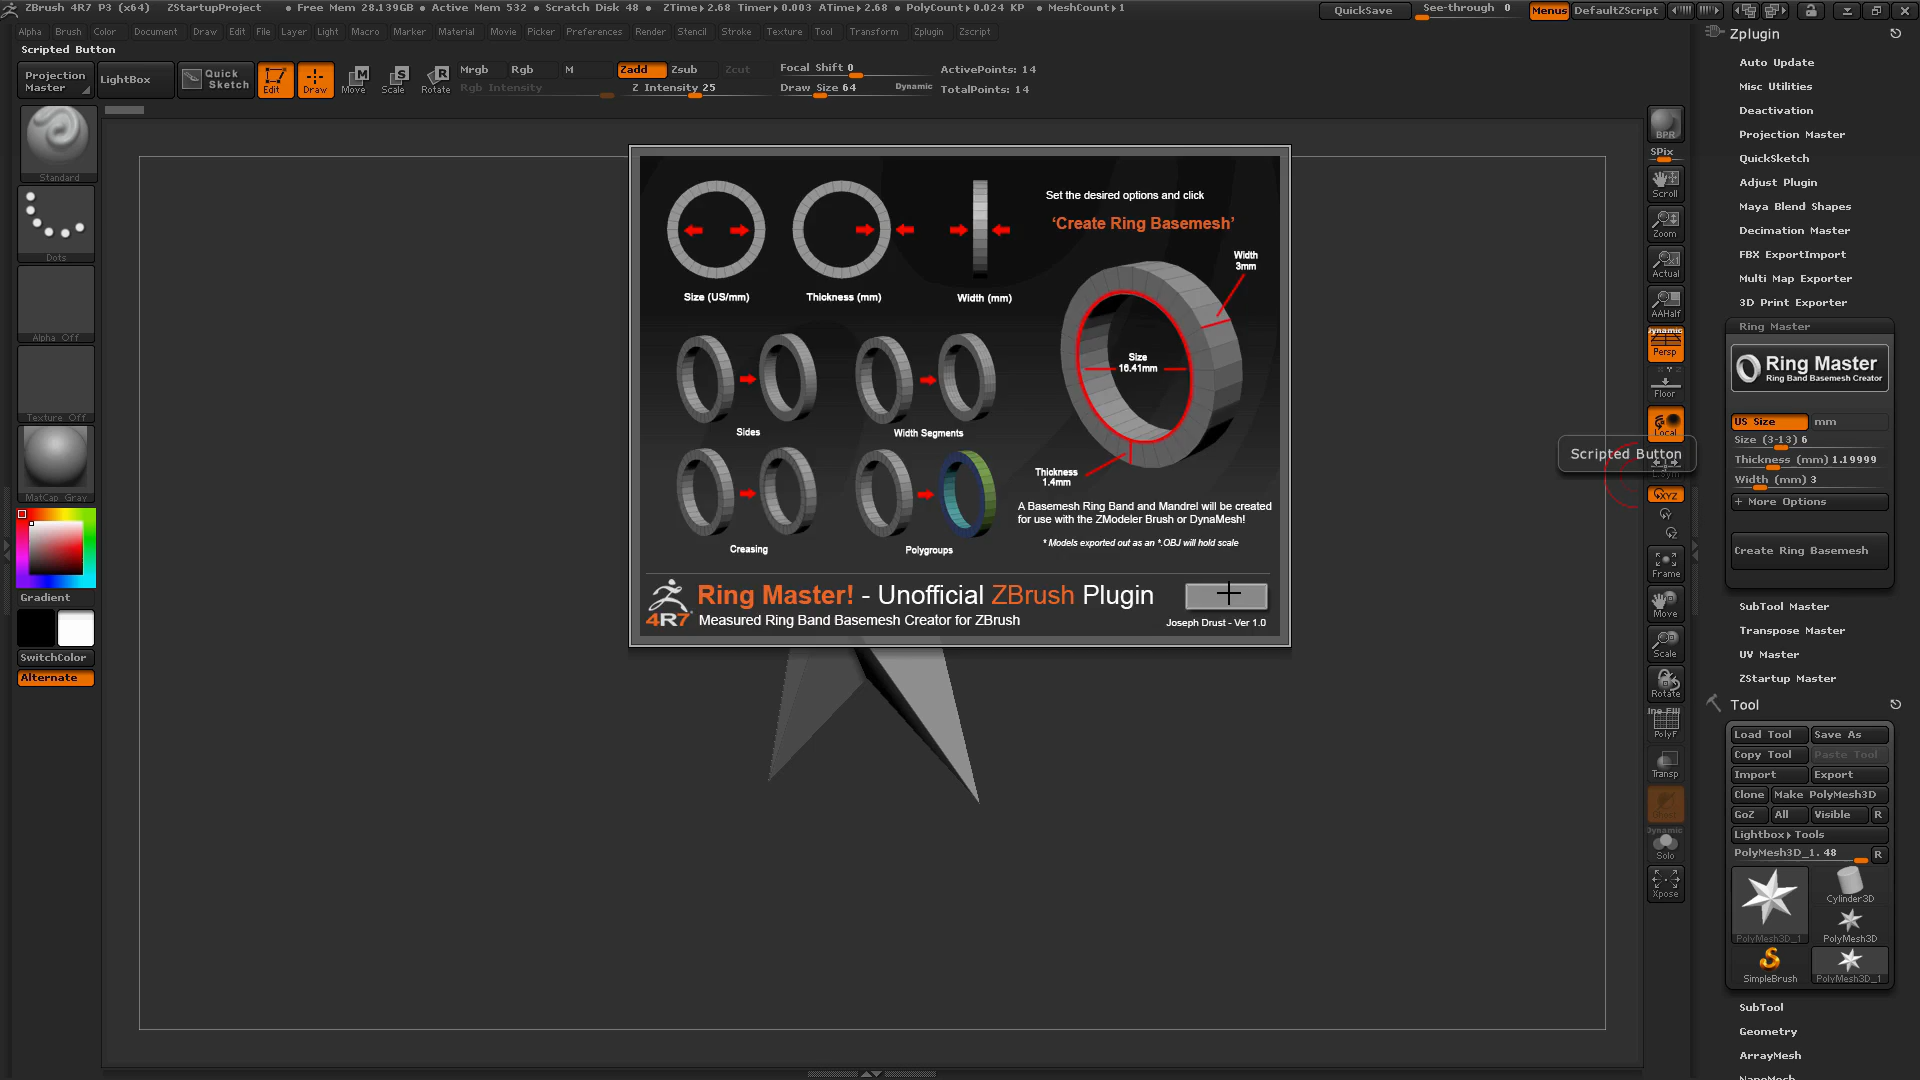 ZBrush 4R7 P3 (x64) ZStartupProject • Free Mem 28.139GB • Active Mem 532 • Scratch Disk 48 • ZTime▸2.68 Timer▸0.003 ATime▸2.68 • PolyCount▸0.024 KP • MeshCount▸1 QuickSave See-through 0 Menus DefaultZScript
Alpha Brush Color Document Draw Edit File Layer Light Macro Marker Material Movie Picker Preferences Render Stencil Stroke Texture Tool Transform Zplugin Zscript
Scripted Button
Projection Master
LightBox
Quick Sketch
Edit
Draw
Move
Scale
Rotate
Mrgb Rgb M
Rgb Intensity
Zadd Zsub Zcut
Z Intensity 25
Focal Shift 0
Draw Size 64
Dynamic
ActivePoints: 14
TotalPoints: 14
Standard
Dots
Alpha Off
Texture Off
MatCap Gray
Gradient
SwitchColor
Alternate
Size (US/mm)
Thickness (mm)
Width (mm)
Sides
Width Segments
Creasing
Polygroups
Set the desired options and click
‘Create Ring Basemesh’
Width
3mm
Size
16.41mm
Thickness
1.4mm
A Basemesh Ring Band and Mandrel will be created
for use with the ZModeler Brush or DynaMesh!
* Models exported out as an *.OBJ will hold scale
4R7
Ring Master! - Unofficial ZBrush Plugin
Measured Ring Band Basemesh Creator for ZBrush
Joseph Drust - Ver 1.0
BPR
SPix
Scroll
Zoom
Actual
AAHalf
Dynamic
Persp
Floor
Local
Scripted Button
L.Sym
XYZ
Frame
Move
Scale
Rotate
Line Fill
PolyF
Transp
Dynamic
Solo
Xpose
Zplugin
Auto Update
Misc Utilities
Deactivation
Projection Master
QuickSketch
Adjust Plugin
Maya Blend Shapes
Decimation Master
FBX ExportImport
Multi Map Exporter
3D Print Exporter
Ring Master
Ring Master
Ring Band Basemesh Creator
US Size mm
Size (3-13) 6
Thickness (mm) 1.19999
Width (mm) 3
+ More Options
Create Ring Basemesh
SubTool Master
Transpose Master
UV Master
ZStartup Master
Tool
Load Tool Save As
Copy Tool Paste Tool
Import Export
Clone Make PolyMesh3D
GoZ All Visible R
Lightbox▸Tools
PolyMesh3D_1. 48 R
PolyMesh3D_1
Cylinder3D
PolyMesh3D
SimpleBrush
PolyMesh3D_1
SubTool
Geometry
ArrayMesh
NanoMesh